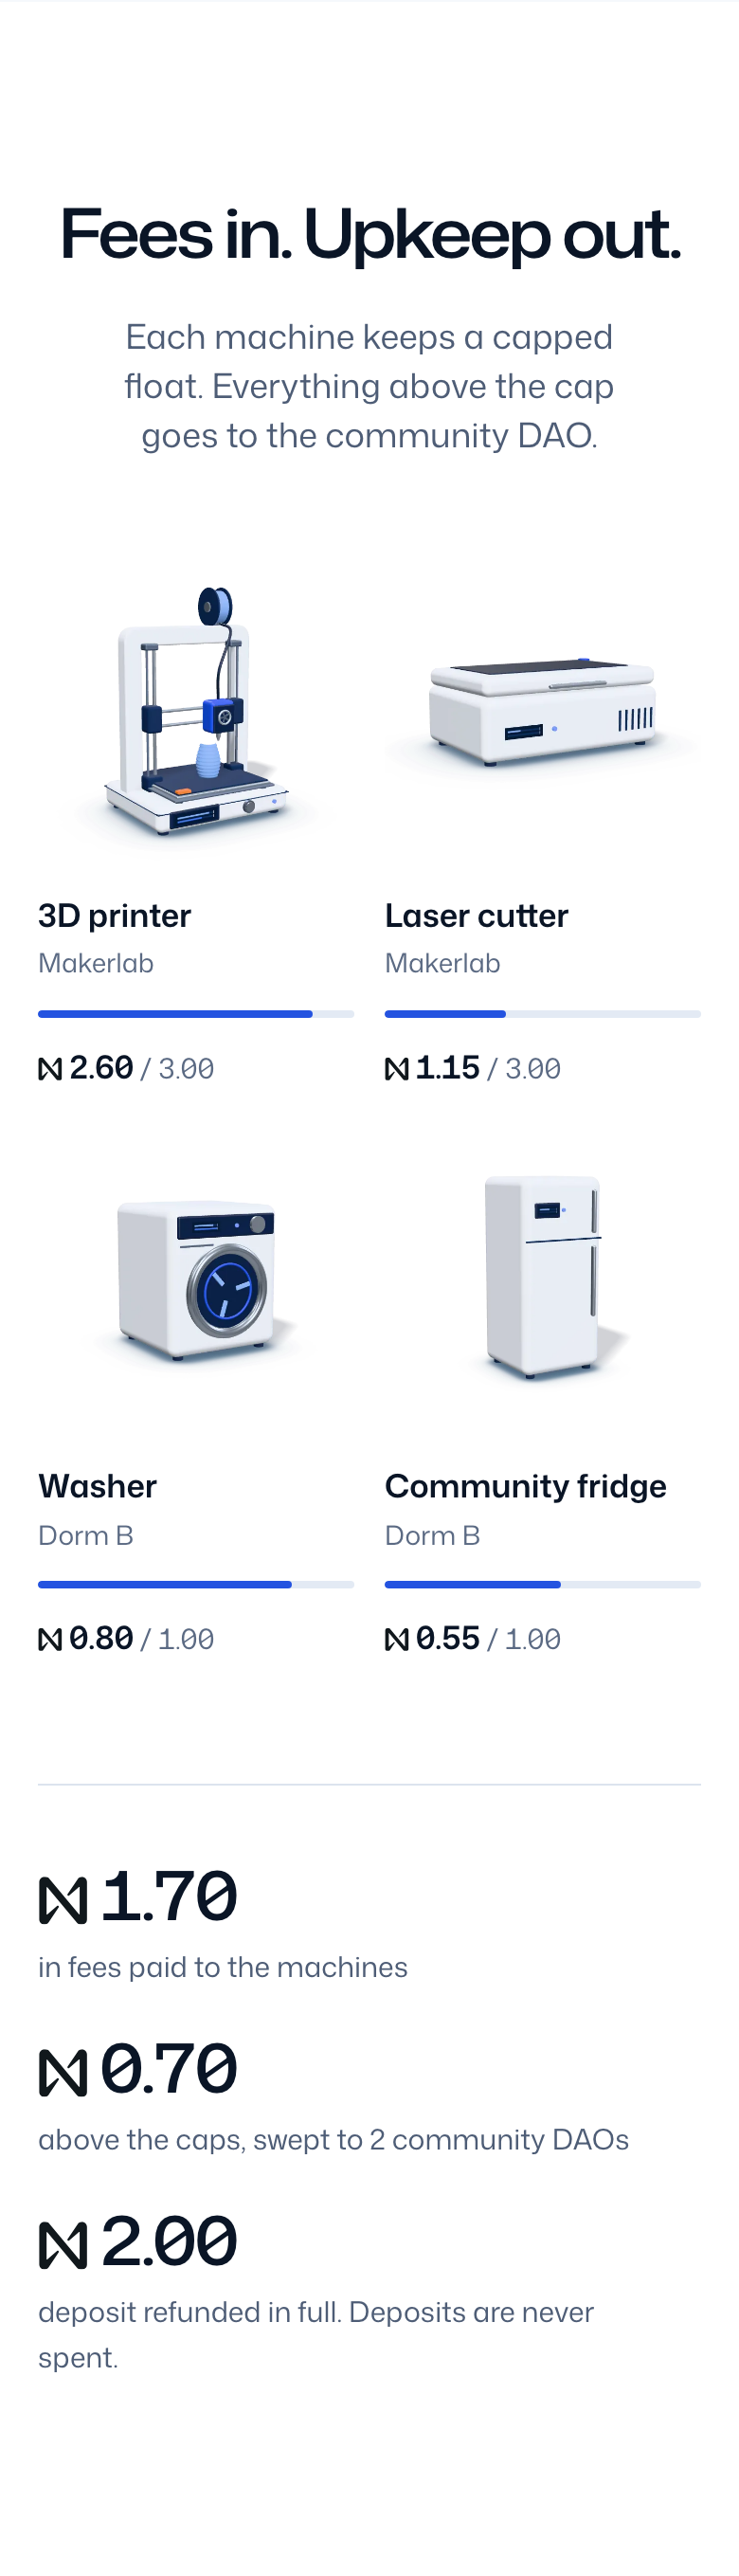 Fees in. Upkeep out.
Each machine keeps a capped
float. Everything above the cap
goes to the community DAO.
3D printer
Makerlab
2.60 / 3.00
Laser cutter
Makerlab
1.15 / 3.00
Washer
Dorm B
0.80 / 1.00
Community fridge
Dorm B
0.55 / 1.00
1.70
in fees paid to the machines
0.70
above the caps, swept to 2 community DAOs
2.00
deposit refunded in full. Deposits are never
spent.